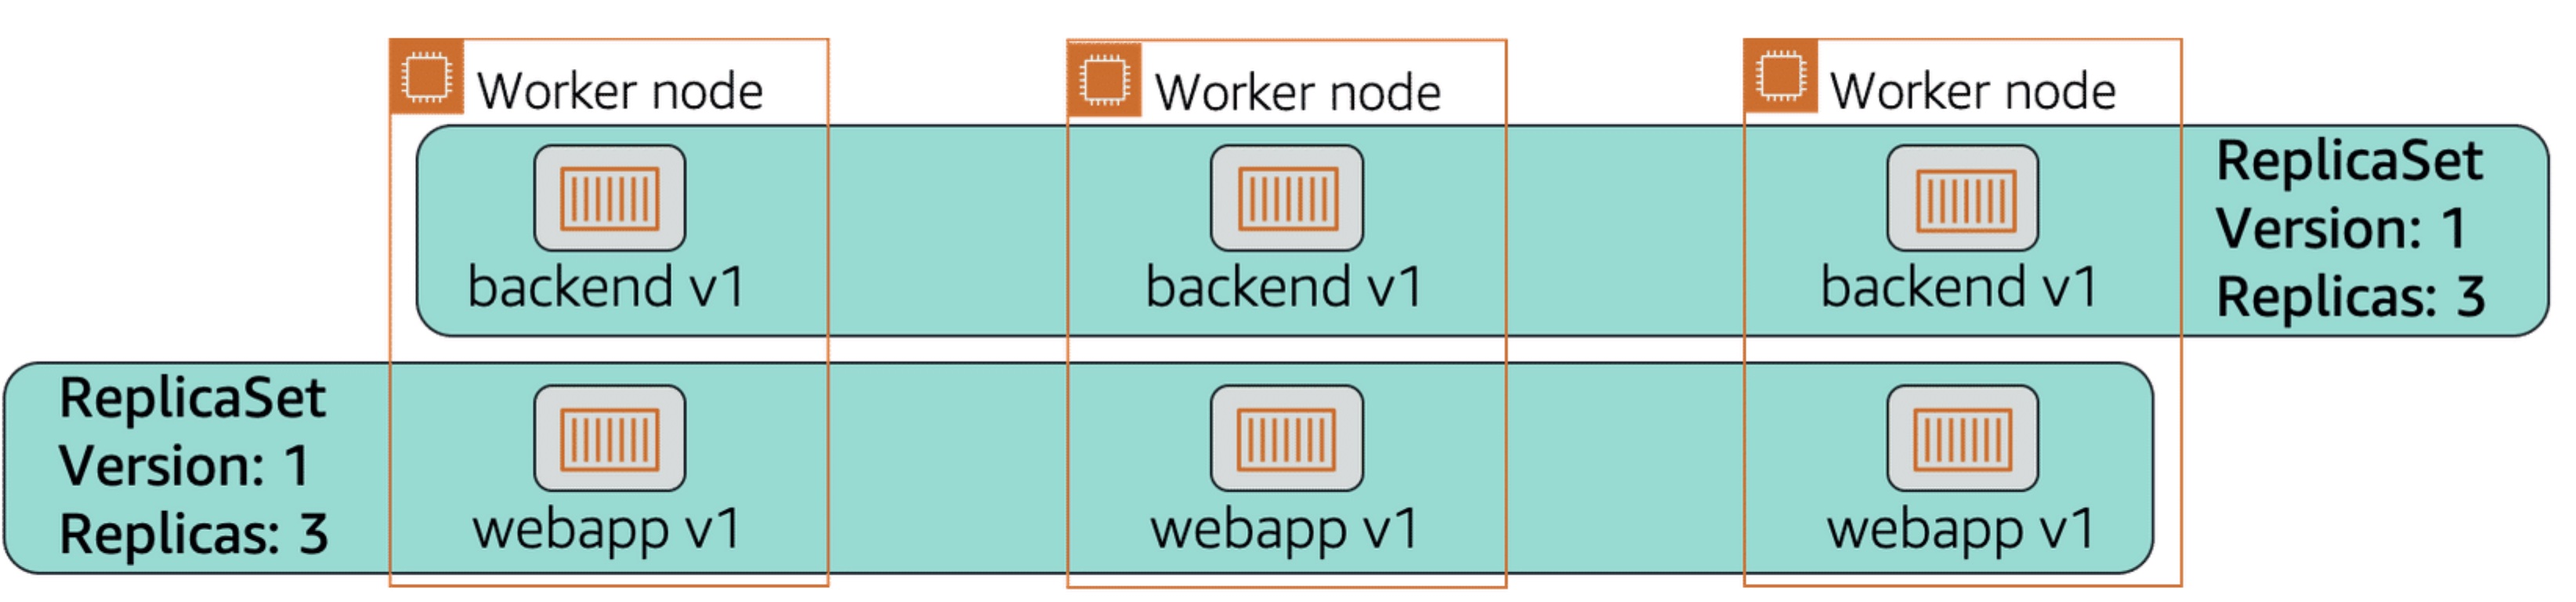 Worker node
Worker node
Worker node
backend v1
backend v1
backend v1
ReplicaSet
Version: 1
Replicas: 3
ReplicaSet
Version: 1
Replicas: 3
webapp v1
webapp v1
webapp v1